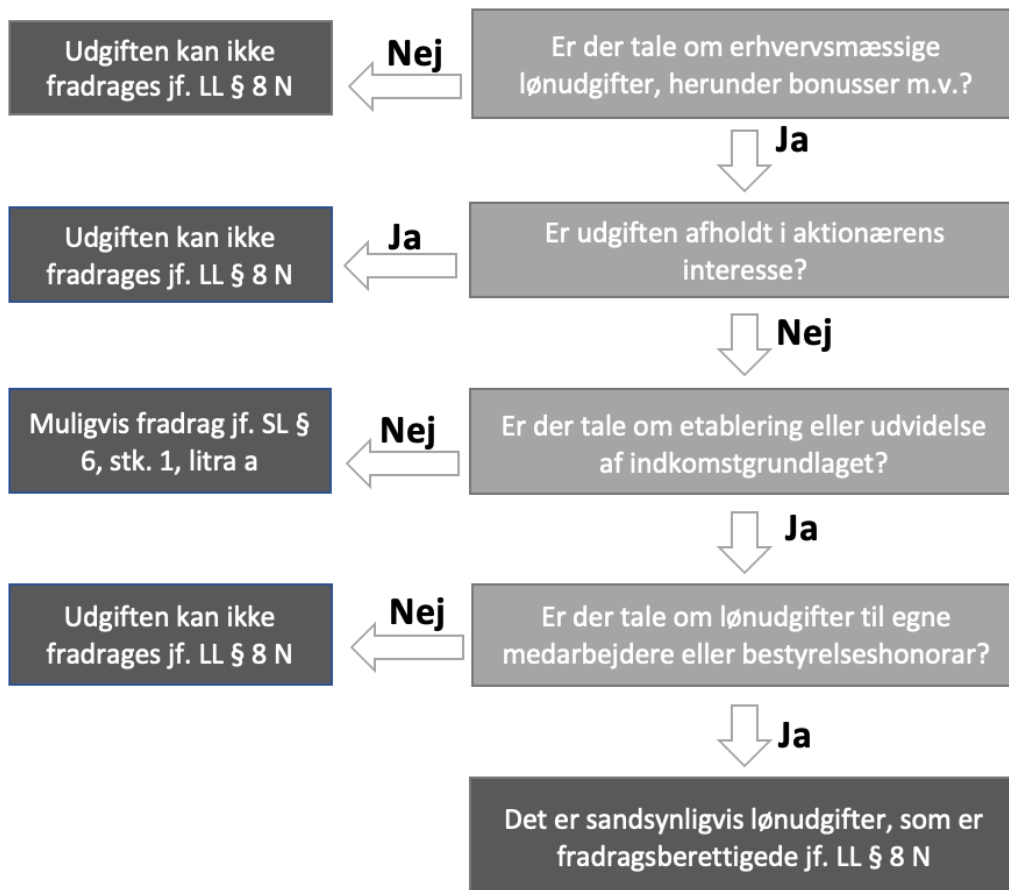 Er der tale om erhvervsmæssige
lønudgifter, herunder bonusser m.v.?
Nej
Udgiften kan ikke
fradrages jf. LL § 8 N
Ja
Er udgiften afholdt i aktionærens
interesse?
Ja
Udgiften kan ikke
fradrages jf. LL § 8 N
Nej
Er der tale om etablering eller udvidelse
af indkomstgrundlaget?
Nej
Muligvis fradrag jf. SL §
6, stk. 1, litra a
Ja
Er der tale om lønudgifter til egne
medarbejdere eller bestyrelseshonorar?
Nej
Udgiften kan ikke
fradrages jf. LL § 8 N
Ja
Det er sandsynligvis lønudgifter, som er
fradragsberettigede jf. LL § 8 N